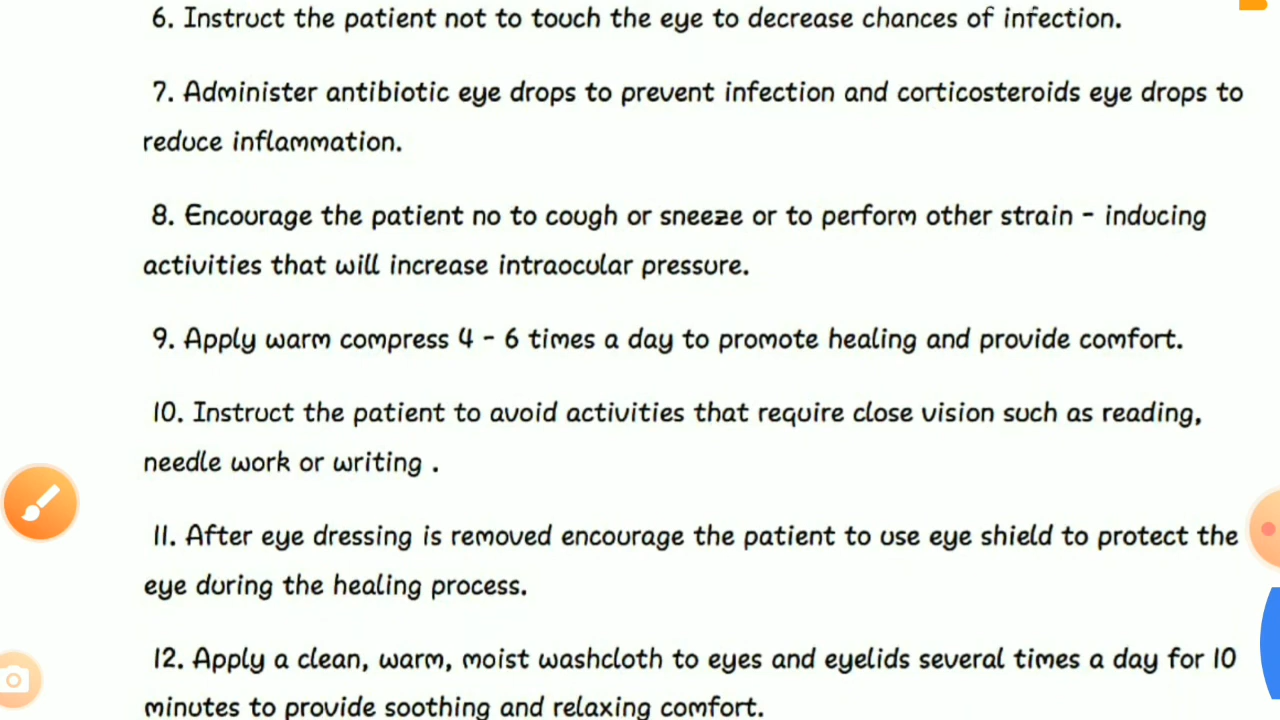 6. Instruct the patient not to touch the eye to decrease chances of infection.
7. Administer antibiotic eye drops to prevent infection and corticosteroids eye drops to
reduce inflammation.
8. Encourage the patient no to cough or sneeze or to perform other strain - inducing
activities that will increase intraocular pressure.
9. Apply warm compress 4 - 6 times a day to promote healing and provide comfort.
10. Instruct the patient to avoid activities that require close vision such as reading,
needle work or writing .
11. After eye dressing is removed encourage the patient to use eye shield to protect the
eye during the healing process.
12. Apply a clean, warm, moist washcloth to eyes and eyelids several times a day for 10
minutes to provide soothing and relaxing comfort.